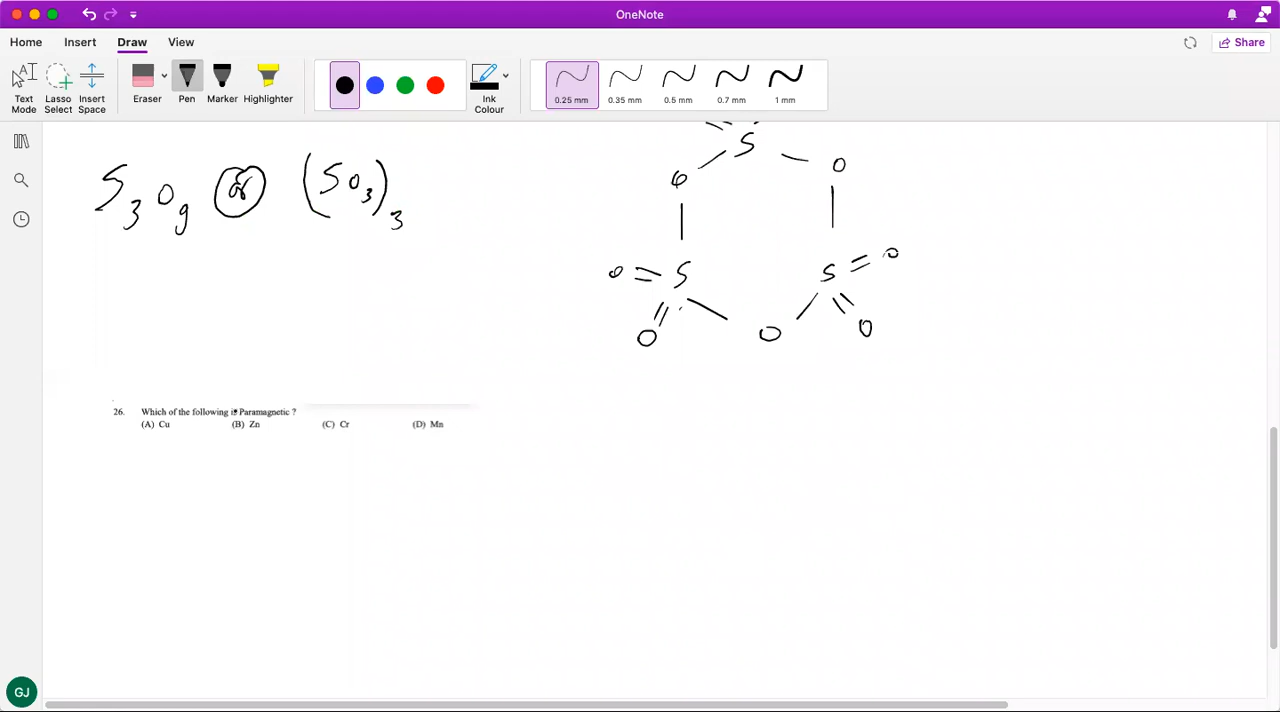 OneNote
Home Insert Draw View
Share
Text Mode
Lasso Select
Insert Space
Eraser
Pen
Marker
Highlighter
Ink Colour
0.25 mm
0.35 mm
0.5 mm
0.7 mm
1 mm
S3O9 or (SO3)3
S
O O
O = S S = O
O O O
26. Which of the following is Paramagnetic ?
(A) Cu (B) Zn (C) Cr (D) Mn
GJ